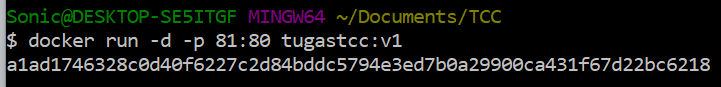 Sonic@DESKTOP-SE5ITGF MINGW64 ~/Documents/TCC
$ docker run -d -p 81:80 tugastcc:v1
a1ad1746328c0d40f6227c2d84bddc5794e3ed7b0a29900ca431f67d22bc6218